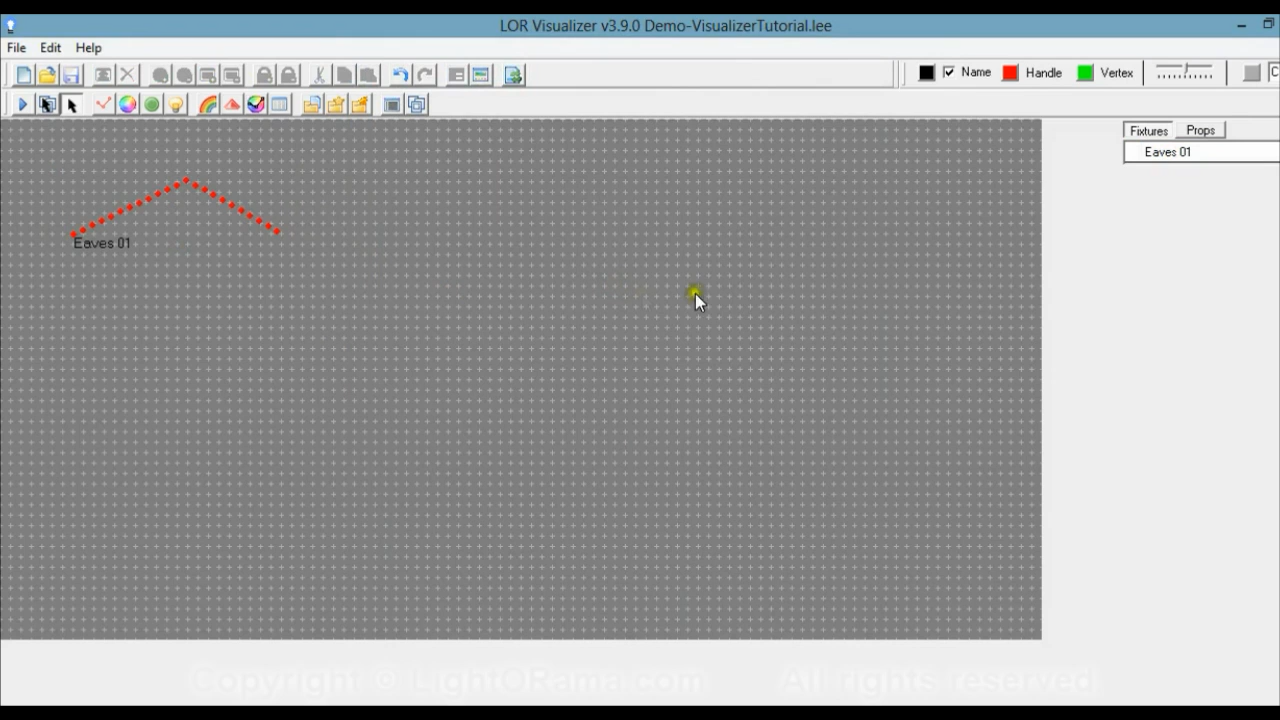 LOR Visualizer v3.9.0 Demo-VisualizerTutorial.lee
File Edit Help
Name Handle Vertex C
Fixtures Props
Eaves 01
Eaves 01
Copyright © LightORama.com All rights reserved